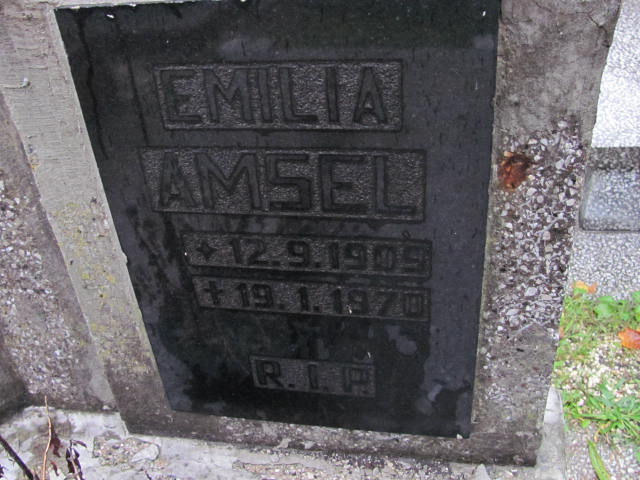 EMILIA
AMSEL
+ 12.9.1909
+ 19.1.1970
R.I.P.